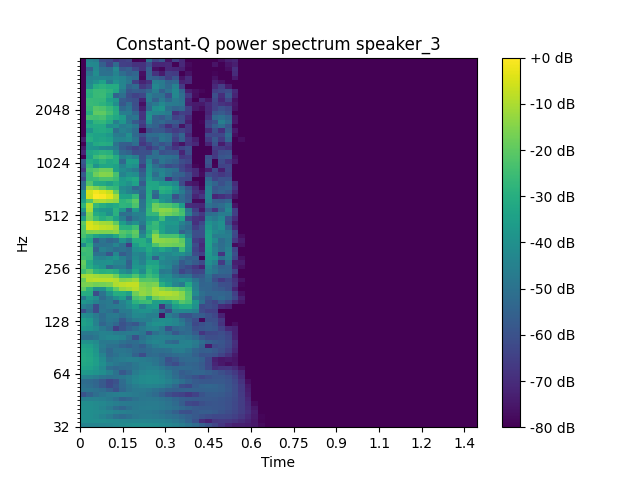 Constant-Q power spectrum speaker_3
Hz
2048
1024
512
256
128
64
32
0 0.15 0.3 0.45 0.6 0.75 0.9 1.1 1.2 1.4
Time
+0 dB
-10 dB
-20 dB
-30 dB
-40 dB
-50 dB
-60 dB
-70 dB
-80 dB